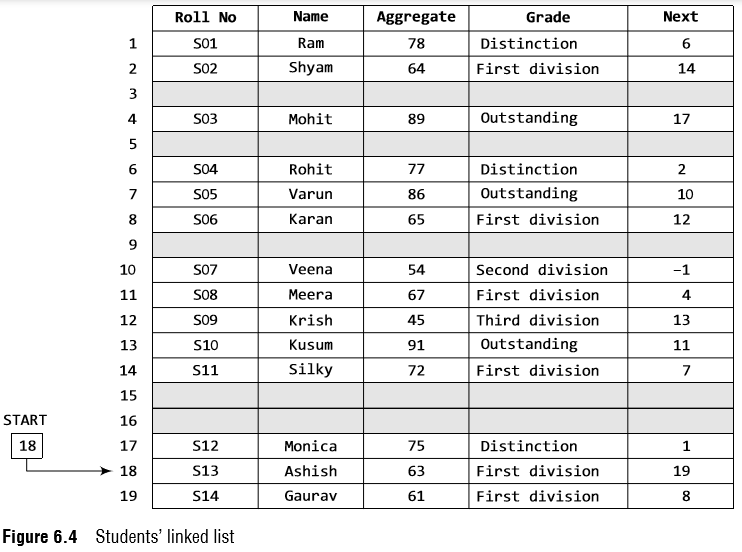 Roll No Name Aggregate Grade Next
1 S01 Ram 78 Distinction 6
2 S02 Shyam 64 First division 14
3
4 S03 Mohit 89 Outstanding 17
5
6 S04 Rohit 77 Distinction 2
7 S05 Varun 86 Outstanding 10
8 S06 Karan 65 First division 12
9
10 S07 Veena 54 Second division −1
11 S08 Meera 67 First division 4
12 S09 Krish 45 Third division 13
13 S10 Kusum 91 Outstanding 11
14 S11 Silky 72 First division 7
15
START 16
18 17 S12 Monica 75 Distinction 1
18 S13 Ashish 63 First division 19
19 S14 Gaurav 61 First division 8
Figure 6.4 Students’ linked list